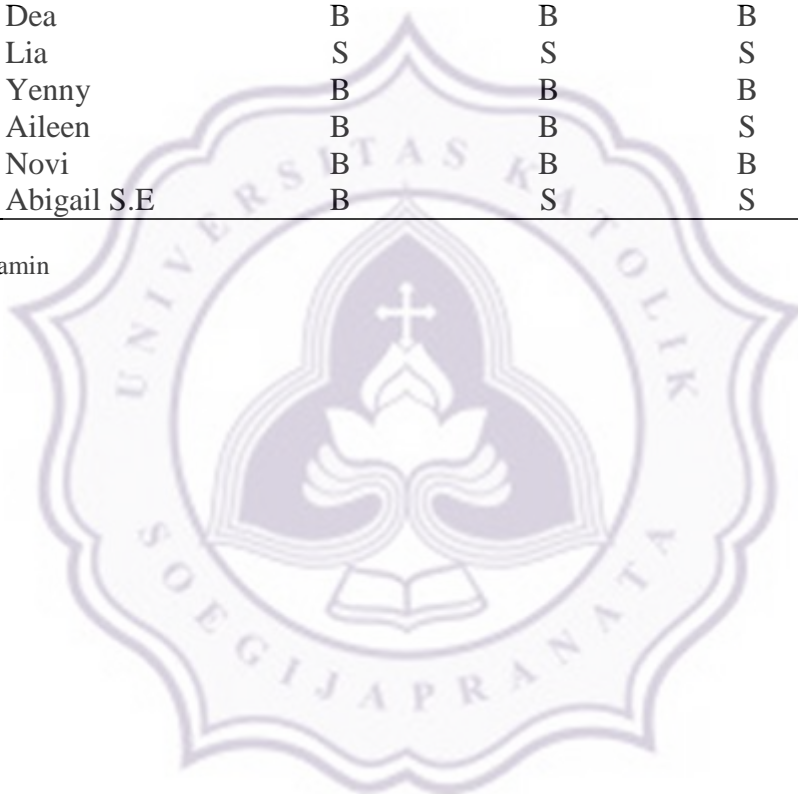 Dea B B B
Lia S S S
Yenny B B B
Aileen B B S
Novi B B B
Abigail S.E B S S
amin
UNIVERSITAS KATOLIK
SOEGIJAPRANATA